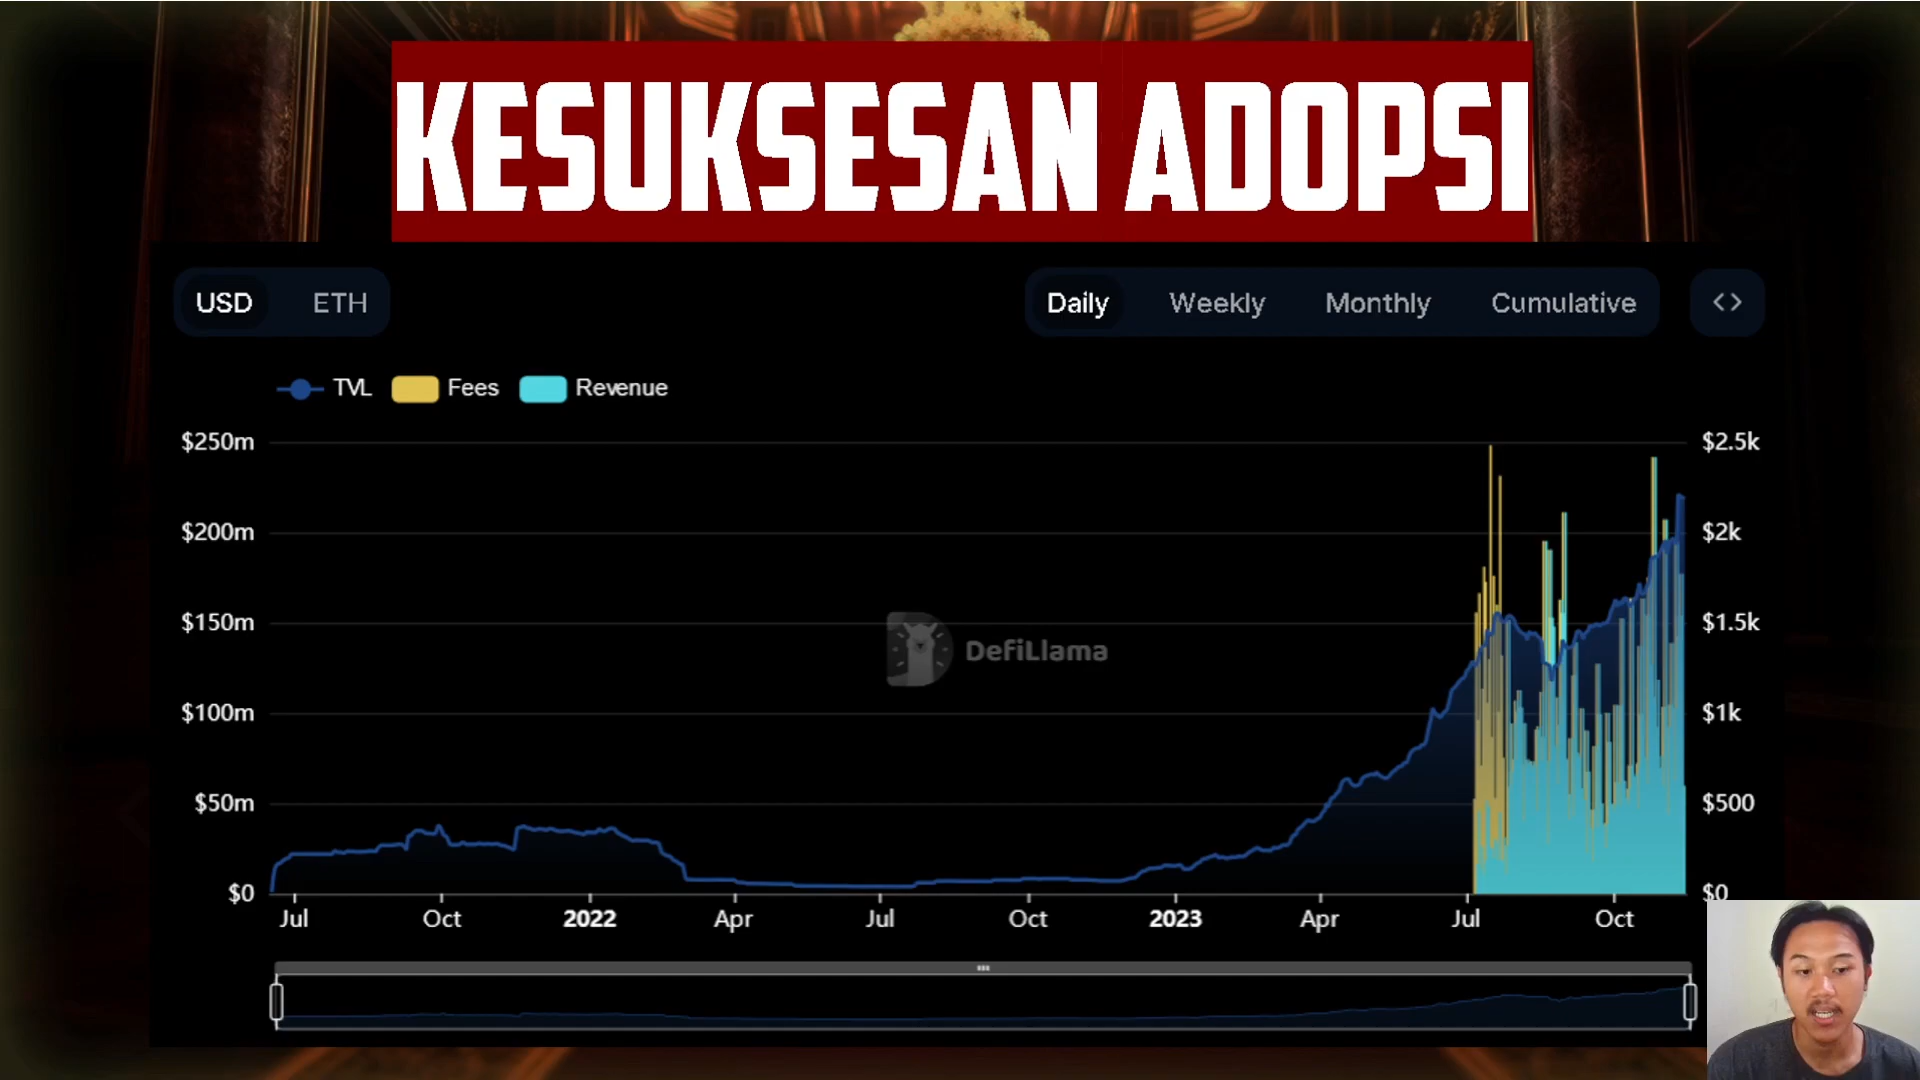 KESUKSESAN ADOPSI
USD ETH
Daily Weekly Monthly Cumulative <>
TVL Fees Revenue
$250m $2.5k
$200m $2k
$150m $1.5k
DefiLlama
$100m $1k
$50m $500
$0 $0
Jul Oct 2022 Apr Jul Oct 2023 Apr Jul Oct